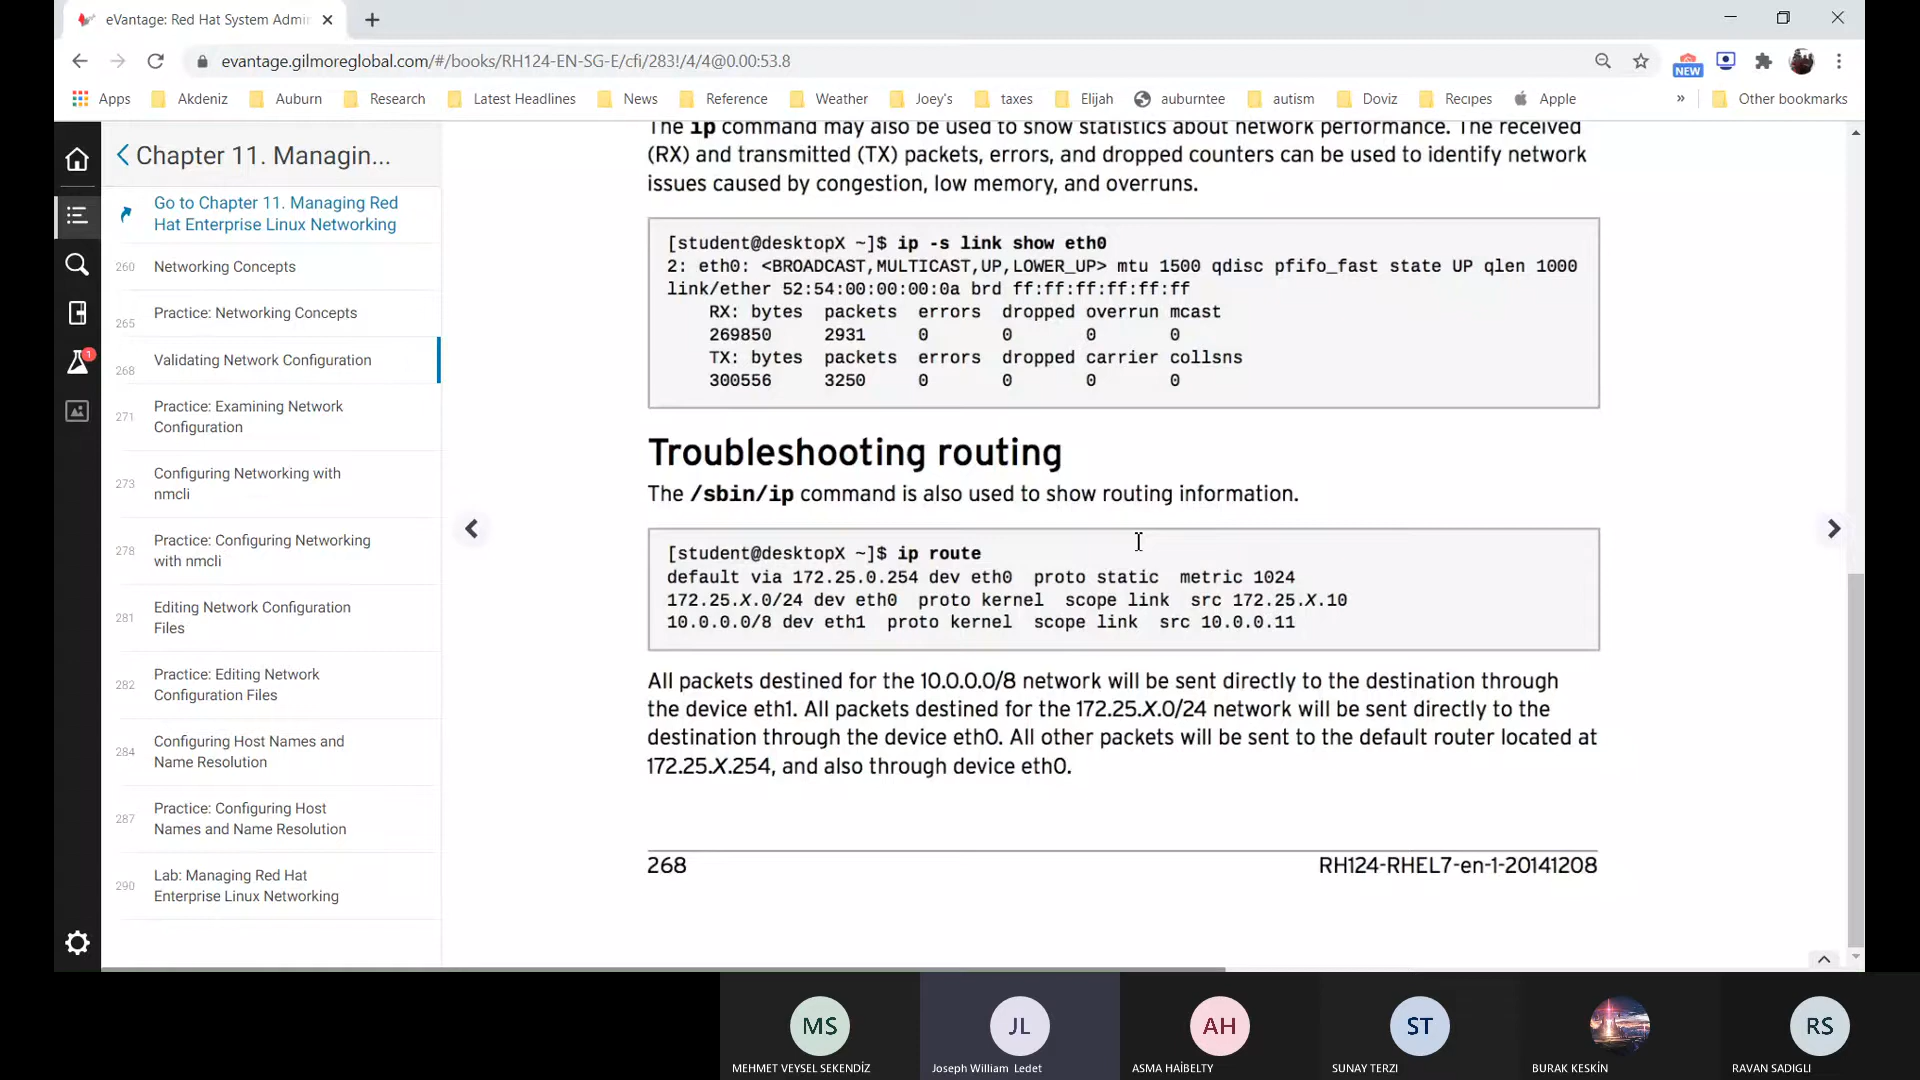 eVantage: Red Hat System Admi
evantage.gilmoreglobal.com/#/books/RH124-EN-SG-E/cfi/283!/4/4@0.00:53.8
NEW
Apps Akdeniz Auburn Research Latest Headlines News Reference Weather Joey's taxes Elijah auburntee autism Doviz Recıpes Apple » Other bookmarks
Chapter 11. Managin...
Go to Chapter 11. Managing Red
Hat Enterprise Linux Networking
260 Networking Concepts
265 Practice: Networking Concepts
268 Validating Network Configuration
1
271 Practice: Examining Network
Configuration
273 Configuring Networking with
nmcli
278 Practice: Configuring Networking
with nmcli
281 Editing Network Configuration
Files
282 Practice: Editing Network
Configuration Files
284 Configuring Host Names and
Name Resolution
287 Practice: Configuring Host
Names and Name Resolution
290 Lab: Managing Red Hat
Enterprise Linux Networking
The ip command may also be used to show statistics about network performance. The received
(RX) and transmitted (TX) packets, errors, and dropped counters can be used to identify network
issues caused by congestion, low memory, and overruns.
[student@desktopX ~]$ ip -s link show eth0
2: eth0: <BROADCAST,MULTICAST,UP,LOWER_UP> mtu 1500 qdisc pfifo_fast state UP qlen 1000
link/ether 52:54:00:00:00:0a brd ff:ff:ff:ff:ff:ff
RX: bytes packets errors dropped overrun mcast
269850 2931 0 0 0 0
TX: bytes packets errors dropped carrier collsns
300556 3250 0 0 0 0
Troubleshooting routing
The /sbin/ip command is also used to show routing information.
[student@desktopX ~]$ ip route
default via 172.25.0.254 dev eth0 proto static metric 1024
172.25.X.0/24 dev eth0 proto kernel scope link src 172.25.X.10
10.0.0.0/8 dev eth1 proto kernel scope link src 10.0.0.11
All packets destined for the 10.0.0.0/8 network will be sent directly to the destination through
the device eth1. All packets destined for the 172.25.X.0/24 network will be sent directly to the
destination through the device eth0. All other packets will be sent to the default router located at
172.25.X.254, and also through device eth0.
268 RH124-RHEL7-en-1-20141208
MS JL AH ST RS
MEHMET VEYSEL SEKENDİZ Joseph William Ledet ASMA HAİBELTY SUNAY TERZI BURAK KESKİN RAVAN SADIGLI